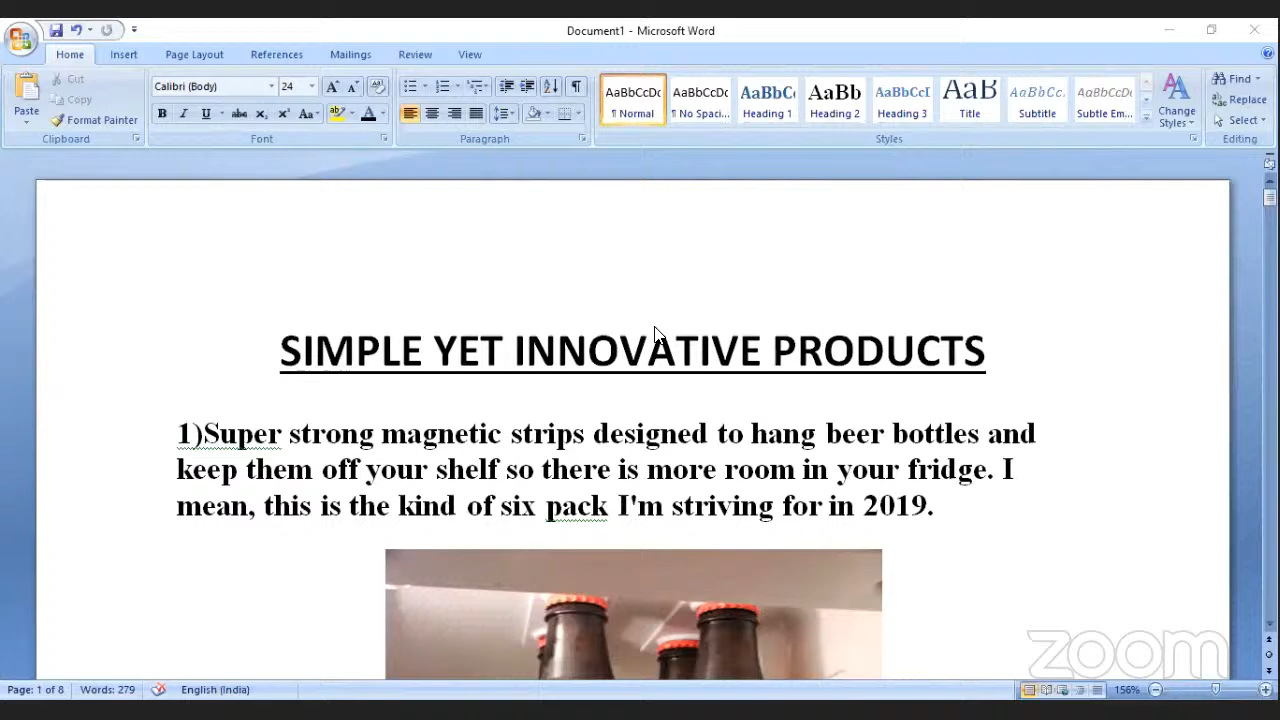 Document1 - Microsoft Word
Home Insert Page Layout References Mailings Review View
Cut
Copy
Format Painter
Paste
Clipboard
Calibri (Body) 24
Font
Paragraph
AaBbCcDc AaBbCcDc AaBbCc AaBbCc AaBbCcI AaB AaBbCc. AaBbCcDc
¶ Normal ¶ No Spaci... Heading 1 Heading 2 Heading 3 Title Subtitle Subtle Em...
Change
Styles
Styles
Find
Replace
Select
Editing
SIMPLE YET INNOVATIVE PRODUCTS
1)Super strong magnetic strips designed to hang beer bottles and
keep them off your shelf so there is more room in your fridge. I
mean, this is the kind of six pack I'm striving for in 2019.
zoom
Page: 1 of 8 Words: 279 English (India) 156%